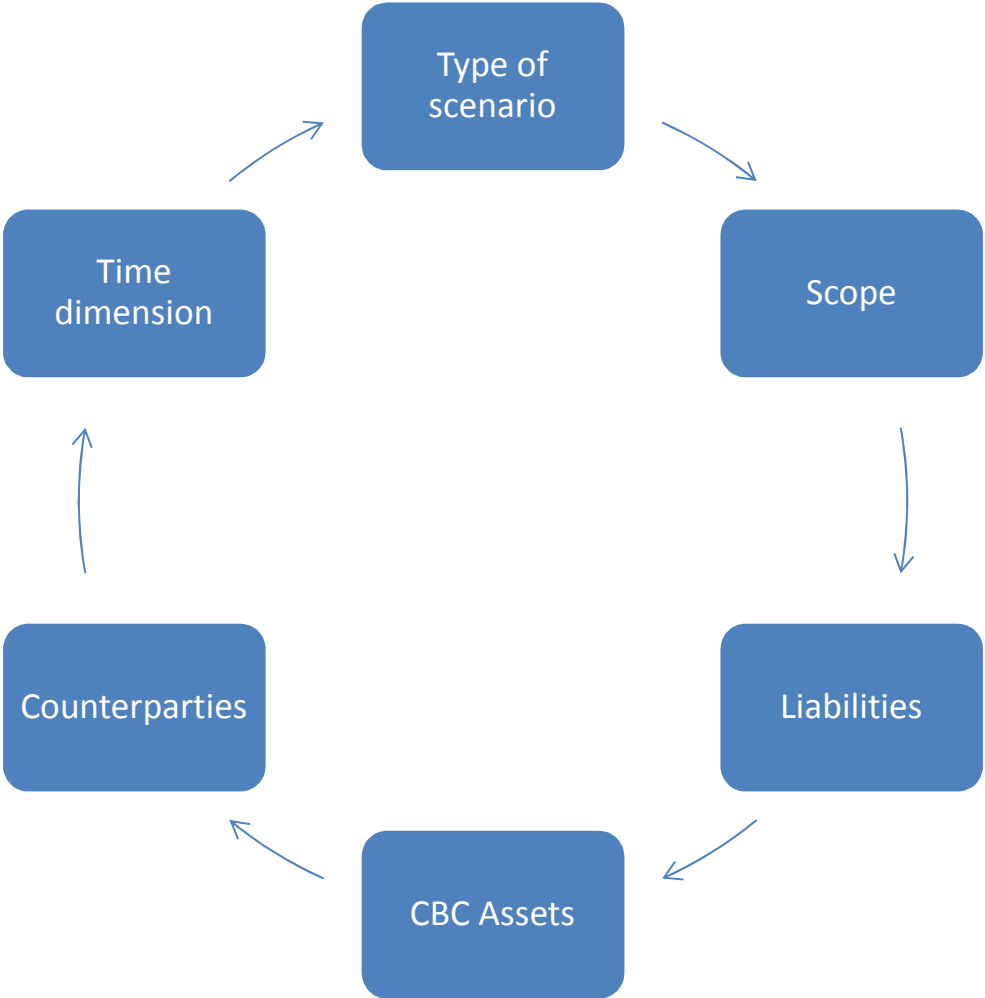 Type of
scenario
Scope
Liabilities
CBC Assets
Counterparties
Time
dimension